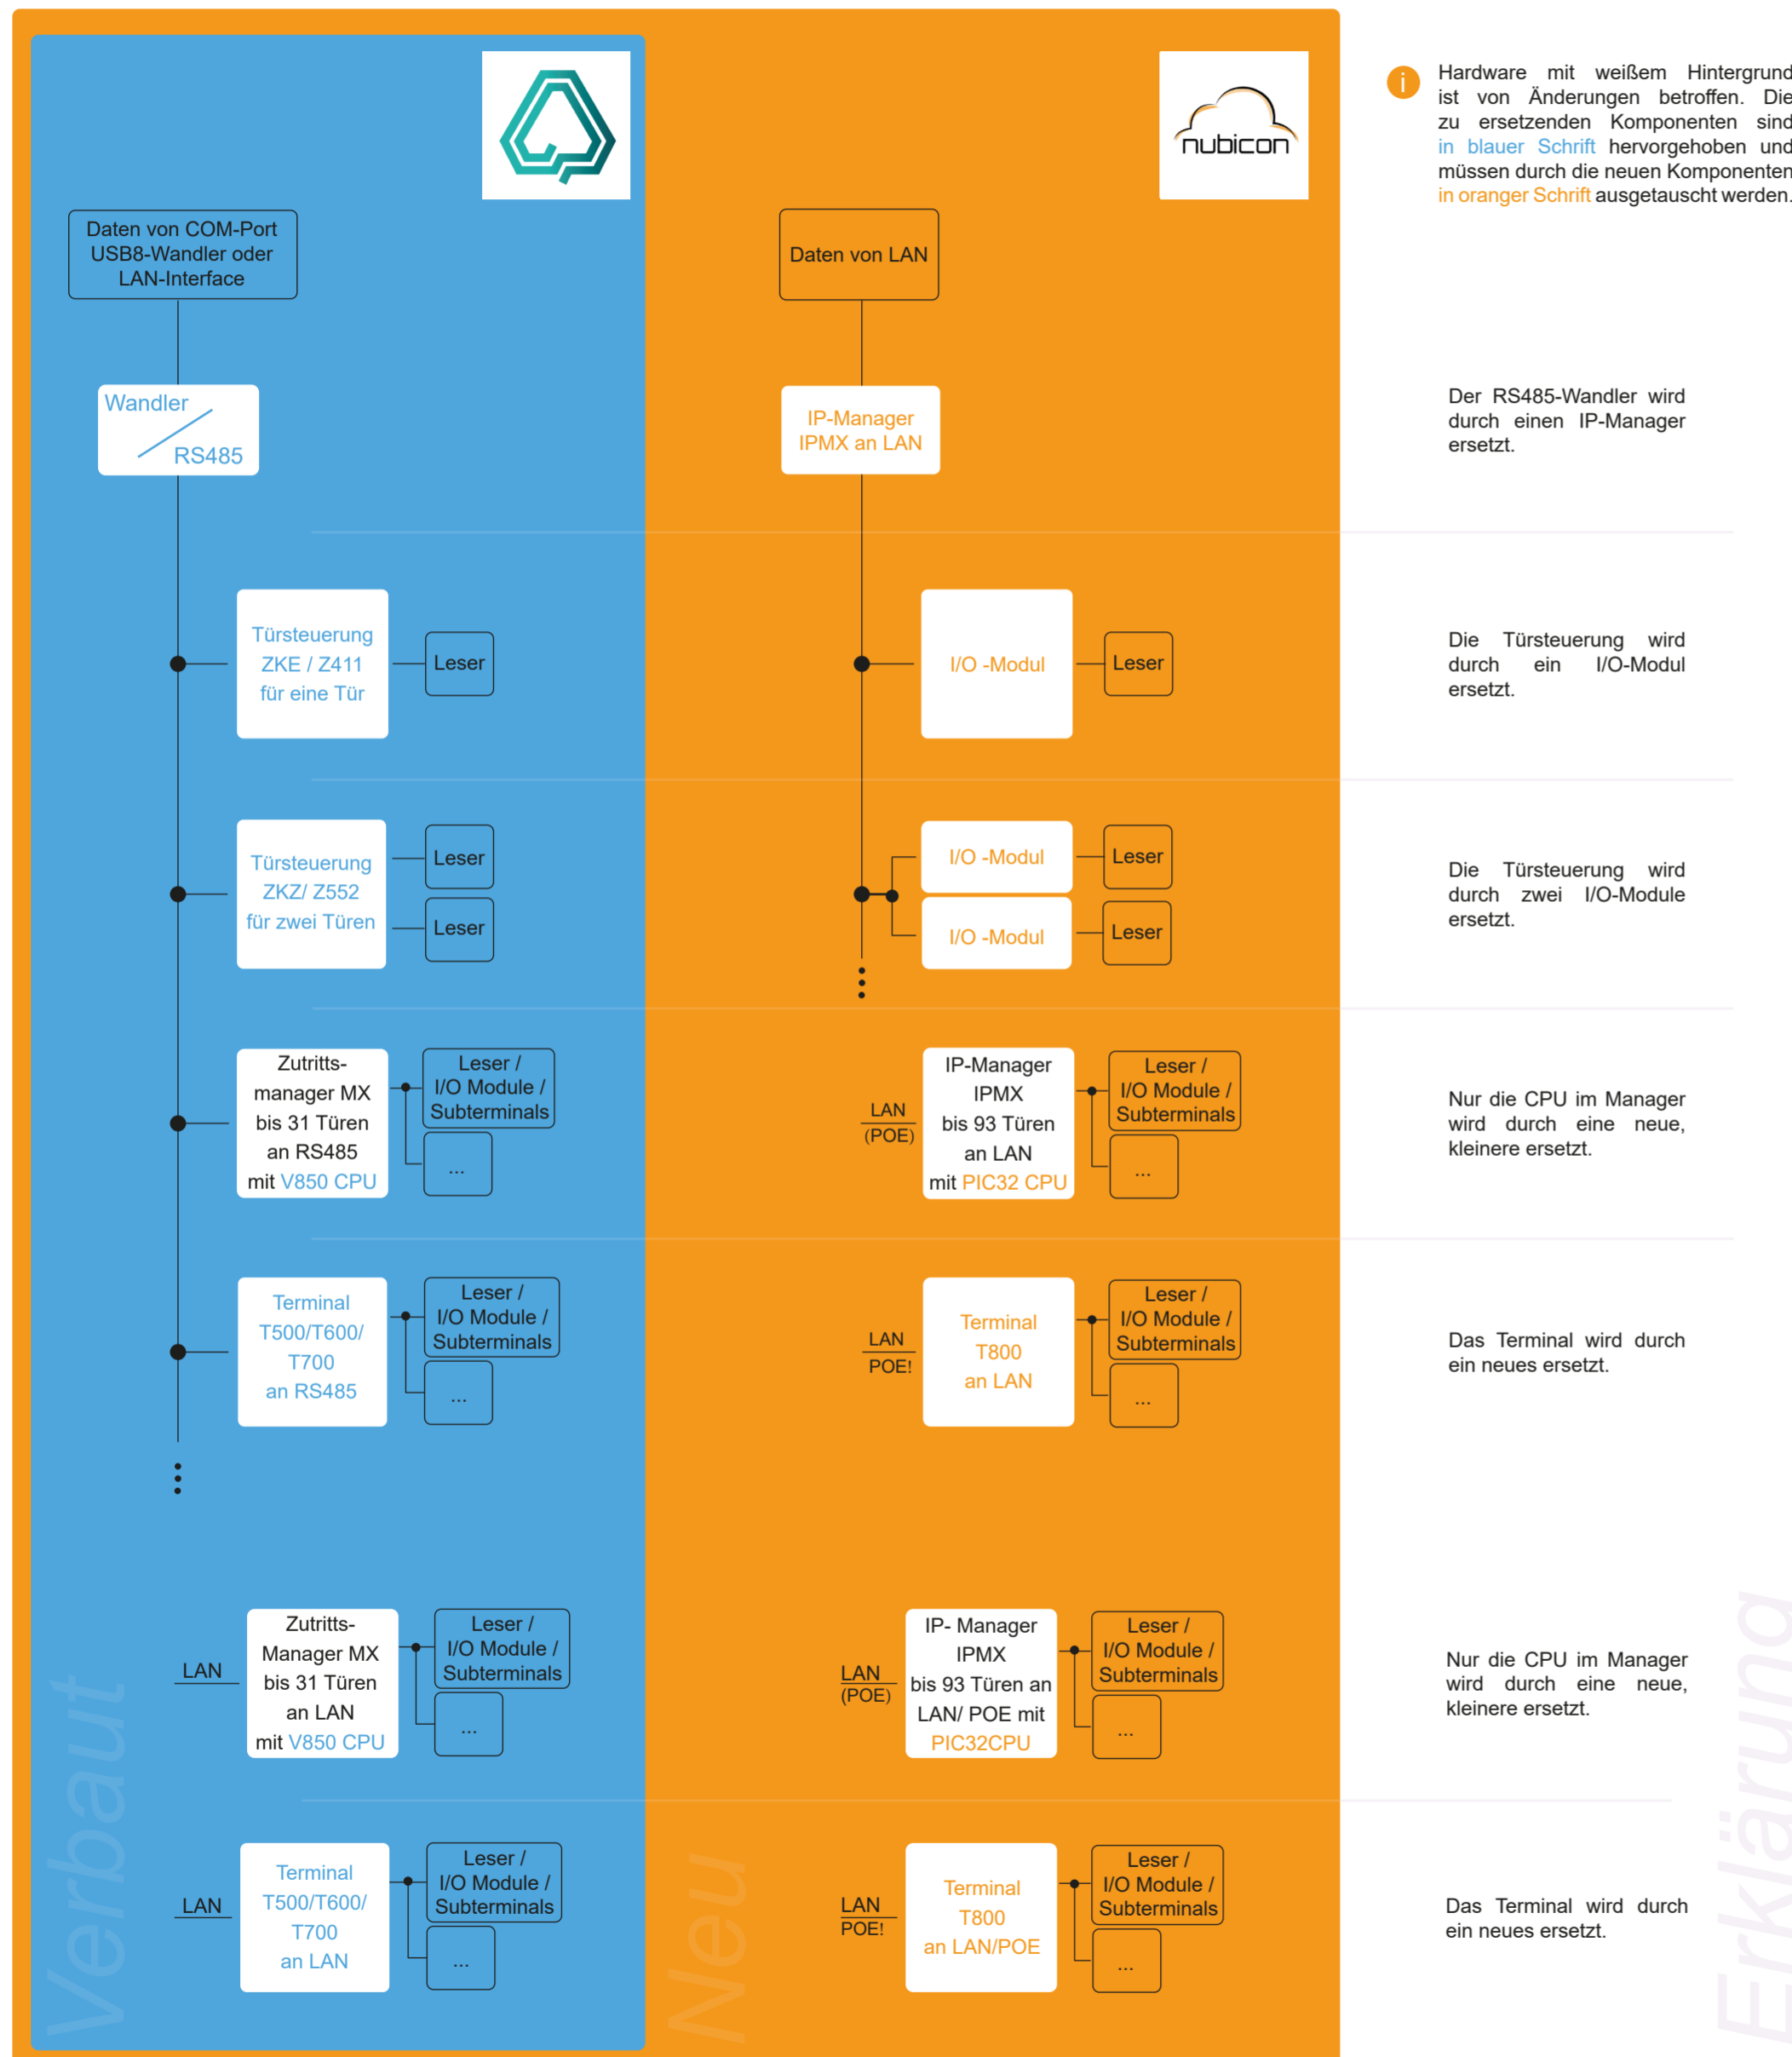 nubicon
Hardware mit weißem Hintergrund
ist von Änderungen betroffen. Die
zu ersetzenden Komponenten sind
in blauer Schrift hervorgehoben und
müssen durch die neuen Komponenten
in oranger Schrift ausgetauscht werden.
Daten von COM-Port
USB8-Wandler oder
LAN-Interface
Daten von LAN
Wandler
RS485
IP-Manager
IPMX an LAN
Der RS485-Wandler wird
durch einen IP-Manager
ersetzt.
Türsteuerung
ZKE / Z411
für eine Tür
Leser
I/O -Modul
Leser
Die Türsteuerung wird
durch ein I/O-Modul
ersetzt.
Türsteuerung
ZKZ/ Z552
für zwei Türen
Leser
Leser
I/O -Modul
Leser
I/O -Modul
Leser
Die Türsteuerung wird
durch zwei I/O-Module
ersetzt.
Zutritts-
manager MX
bis 31 Türen
an RS485
mit V850 CPU
Leser /
I/O Module /
Subterminals
...
LAN
(POE)
IP-Manager
IPMX
bis 93 Türen
an LAN
mit PIC32 CPU
Leser /
I/O Module /
Subterminals
...
Nur die CPU im Manager
wird durch eine neue,
kleinere ersetzt.
Terminal
T500/T600/
T700
an RS485
Leser /
I/O Module /
Subterminals
...
LAN
POE!
Terminal
T800
an LAN
Leser /
I/O Module /
Subterminals
...
Das Terminal wird durch
ein neues ersetzt.
LAN
Zutritts-
Manager MX
bis 31 Türen
an LAN
mit V850 CPU
Leser /
I/O Module /
Subterminals
...
LAN
(POE)
IP- Manager
IPMX
bis 93 Türen an
LAN/ POE mit
PIC32CPU
Leser /
I/O Module /
Subterminals
...
Nur die CPU im Manager
wird durch eine neue,
kleinere ersetzt.
LAN
Terminal
T500/T600/
T700
an LAN
Leser /
I/O Module /
Subterminals
...
LAN
POE!
Terminal
T800
an LAN/POE
Leser /
I/O Module /
Subterminals
...
Das Terminal wird durch
ein neues ersetzt.
Verbaut
Neu
Erklärung